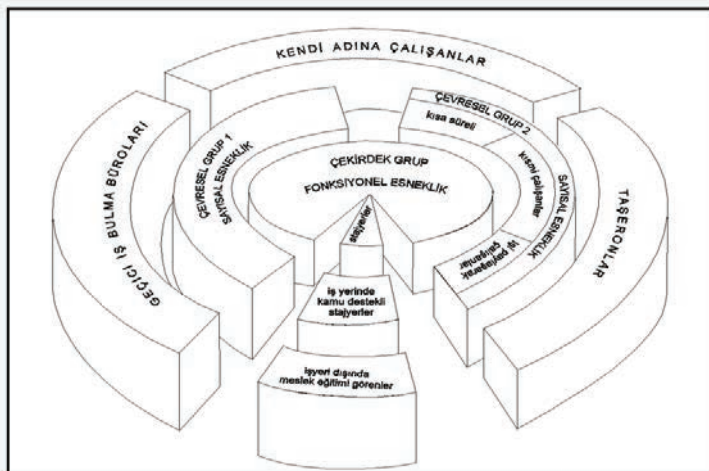 KENDİ ADINA ÇALIŞANLAR
GEÇİCİ İŞ BULMA BÜROLARI
ÇEVRESEL GRUP 1
SAYISAL ESNEKLİK
ÇEVRESEL GRUP 2
kısa süreli
kısmi çalışanlar
işi paylaşarak
çalışanlar
SAYISAL ESNEKLİK
TAŞERONLAR
ÇEKİRDEK GRUP
FONKSİYONEL ESNEKLİK
stajyerler
iş yerinde
kamu destekli
stajyerler
işyeri dışında
meslek eğitimi görenler